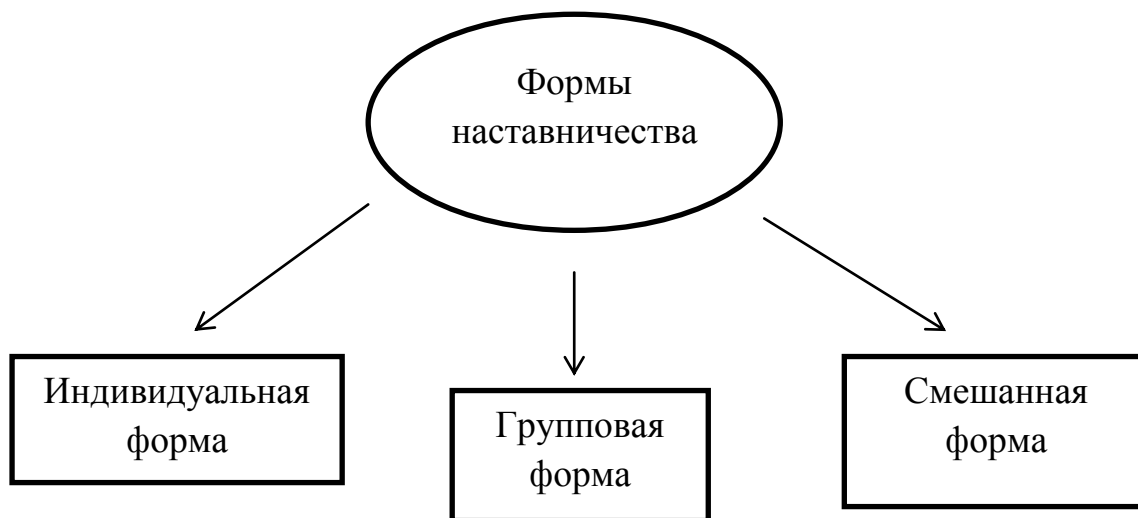 Формы
наставничества
Индивидуальная
форма
Групповая
форма
Смешанная
форма